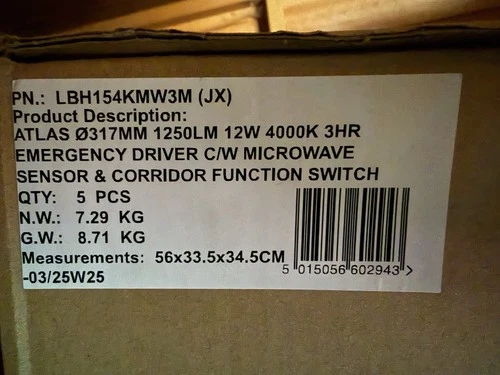 PN.: LBH154KMW3M (JX)
Product Description:
ATLAS Ø317MM 1250LM 12W 4000K 3HR
EMERGENCY DRIVER C/W MICROWAVE
SENSOR & CORRIDOR FUNCTION SWITCH
QTY: 5 PCS
N.W.: 7.29 KG
G.W.: 8.71 KG
Measurements: 56x33.5x34.5CM
-03/25W25
5 015056 602943 >